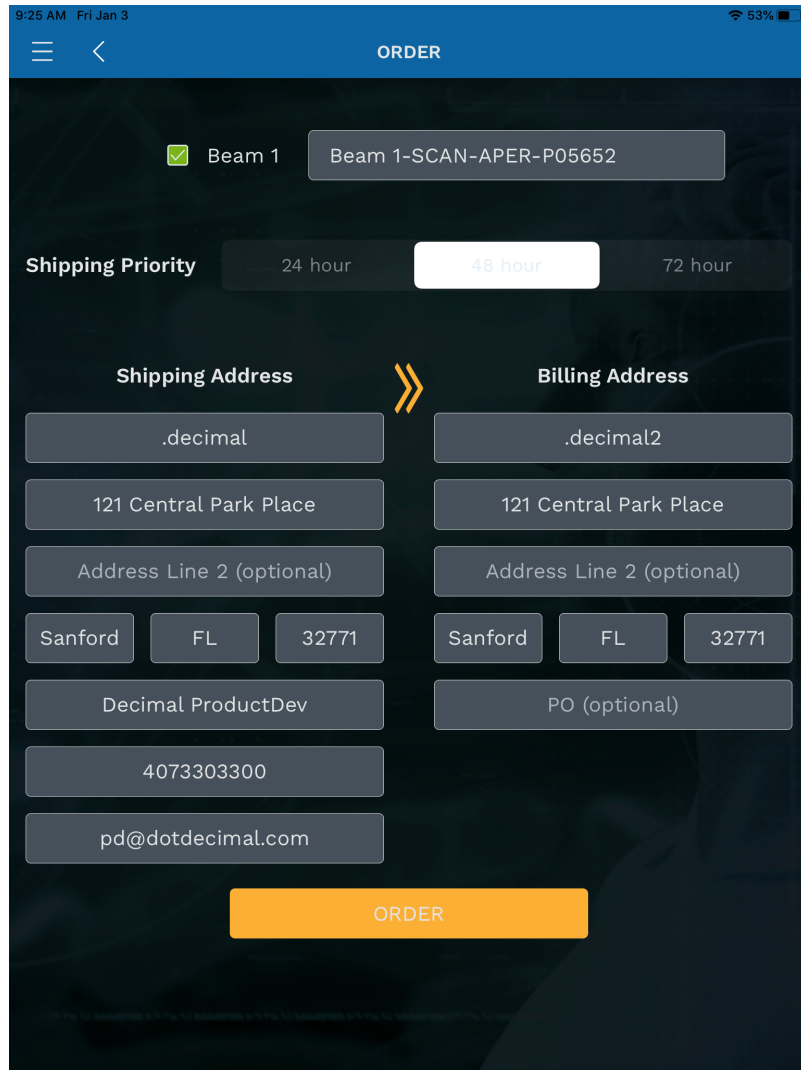 9:25 AM Fri Jan 3 53%
ORDER
Beam 1 Beam 1-SCAN-APER-P05652
Shipping Priority 24 hour 48 hour 72 hour
Shipping Address Billing Address
.decimal .decimal2
121 Central Park Place 121 Central Park Place
Address Line 2 (optional) Address Line 2 (optional)
Sanford FL 32771 Sanford FL 32771
Decimal ProductDev PO (optional)
4073303300
pd@dotdecimal.com
ORDER